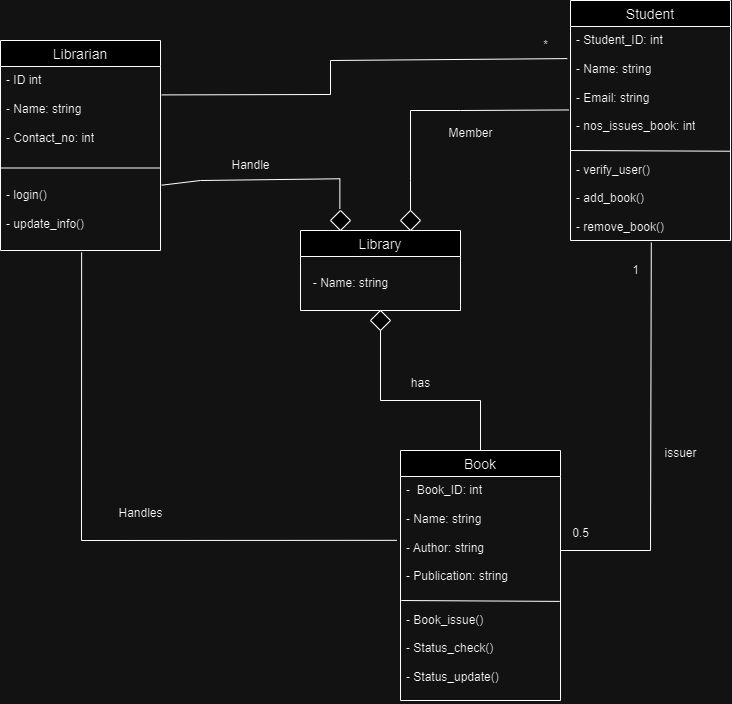 Librarian
- ID int
- Name: string
- Contact_no: int
- login()
- update_info()
*
Student
- Student_ID: int
- Name: string
- Email: string
- nos_issues_book: int
- verify_user()
- add_book()
- remove_book()
Member
Handle
Library
- Name: string
1
has
issuer
Handles
0.5
Book
- Book_ID: int
- Name: string
- Author: string
- Publication: string
- Book_issue()
- Status_check()
- Status_update()